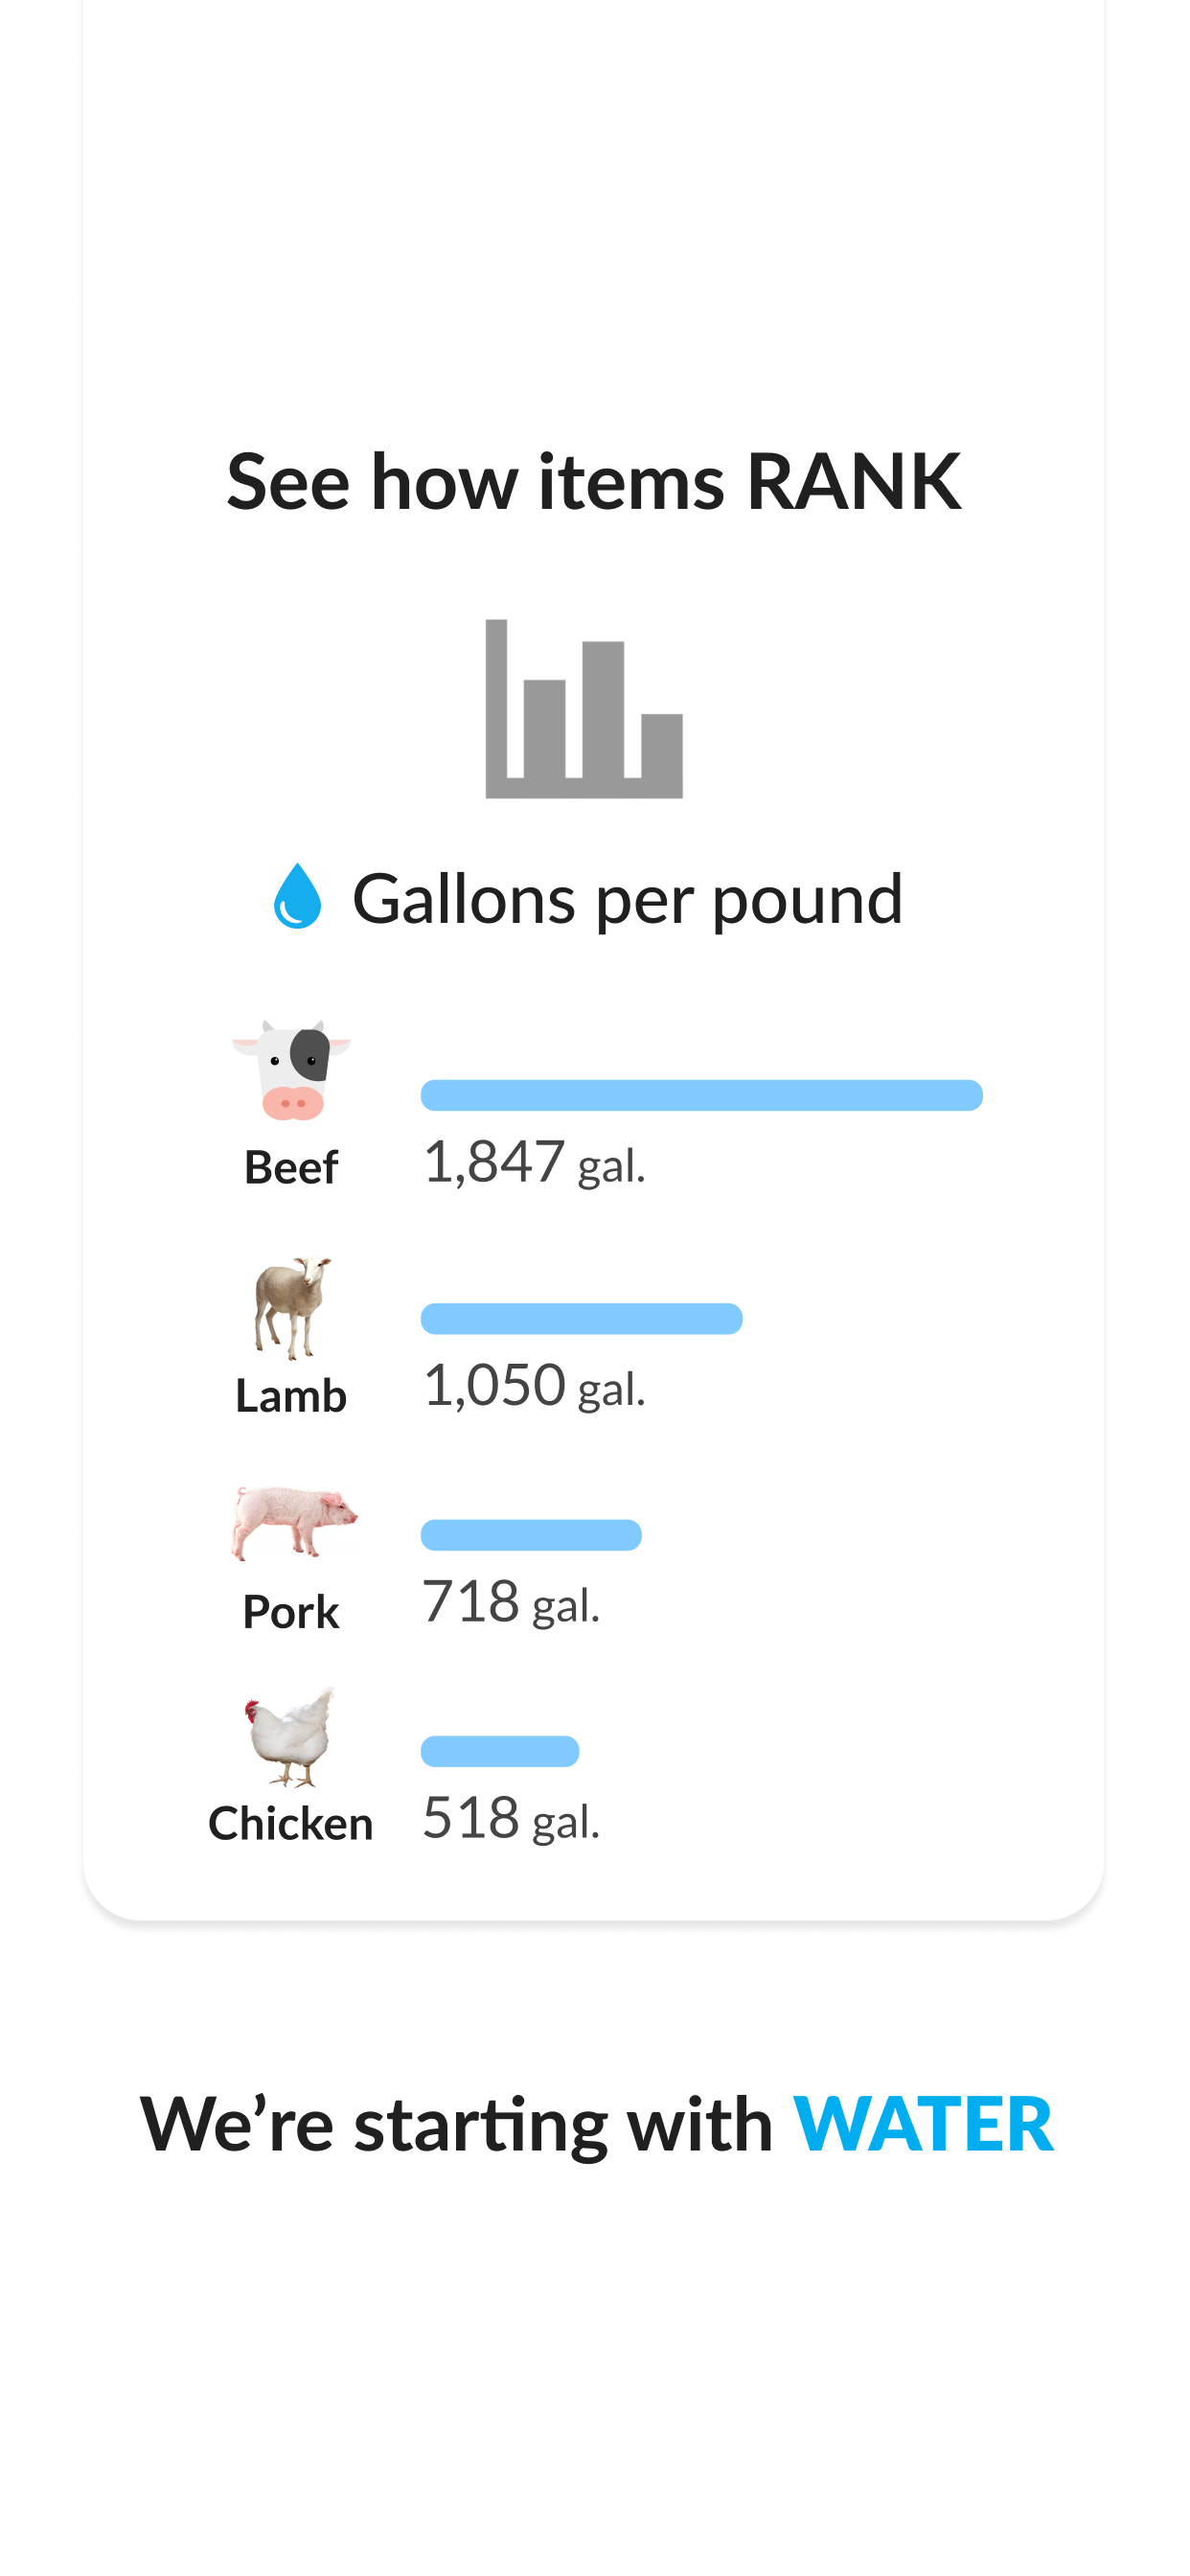 See how items RANK
Gallons per pound
Beef
1,847 gal.
Lamb
1,050 gal.
Pork
718 gal.
Chicken
518 gal.
We’re starting with WATER